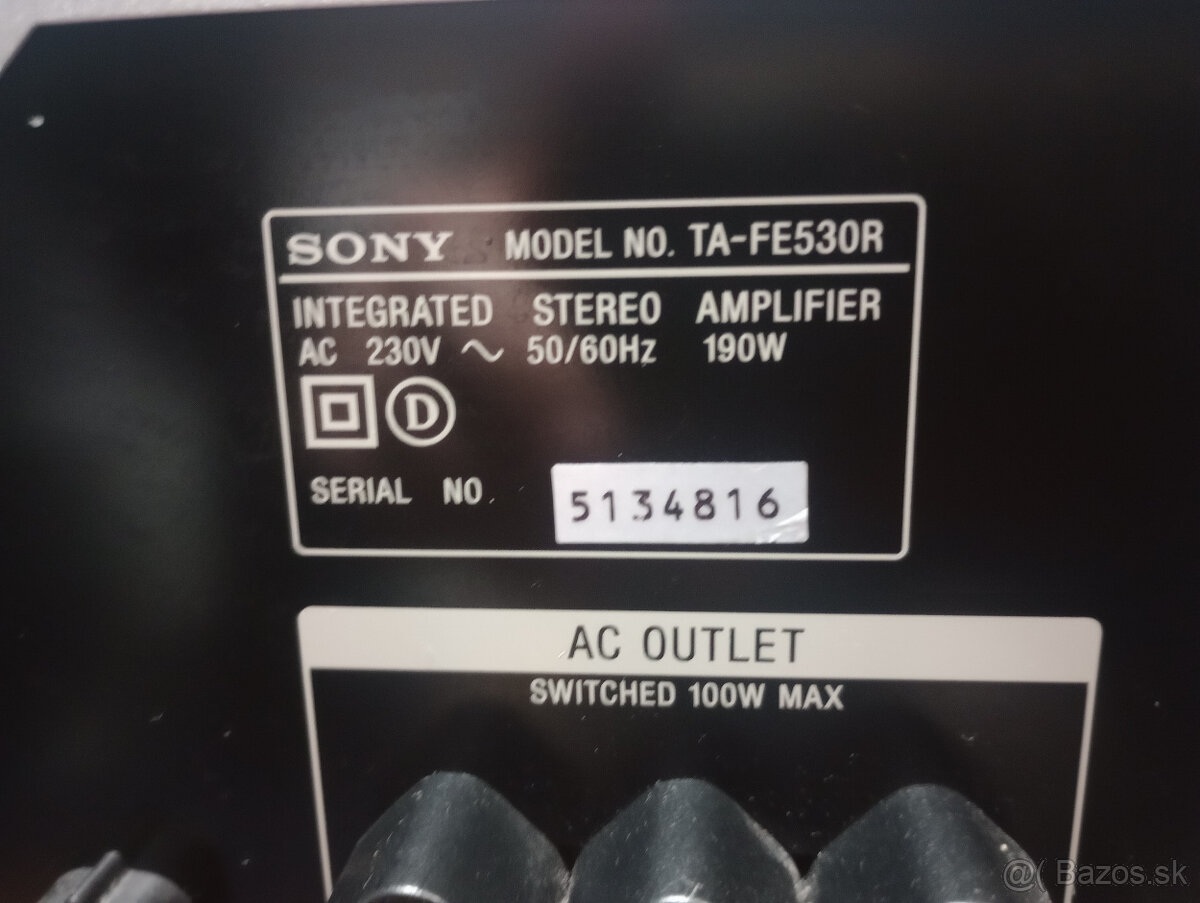 SONY MODEL NO. TA-FE530R
INTEGRATED STEREO AMPLIFIER
AC 230V ~ 50/60Hz 190W
D
SERIAL NO. 5134816
AC OUTLET
SWITCHED 100W MAX
@( Bazos.sk